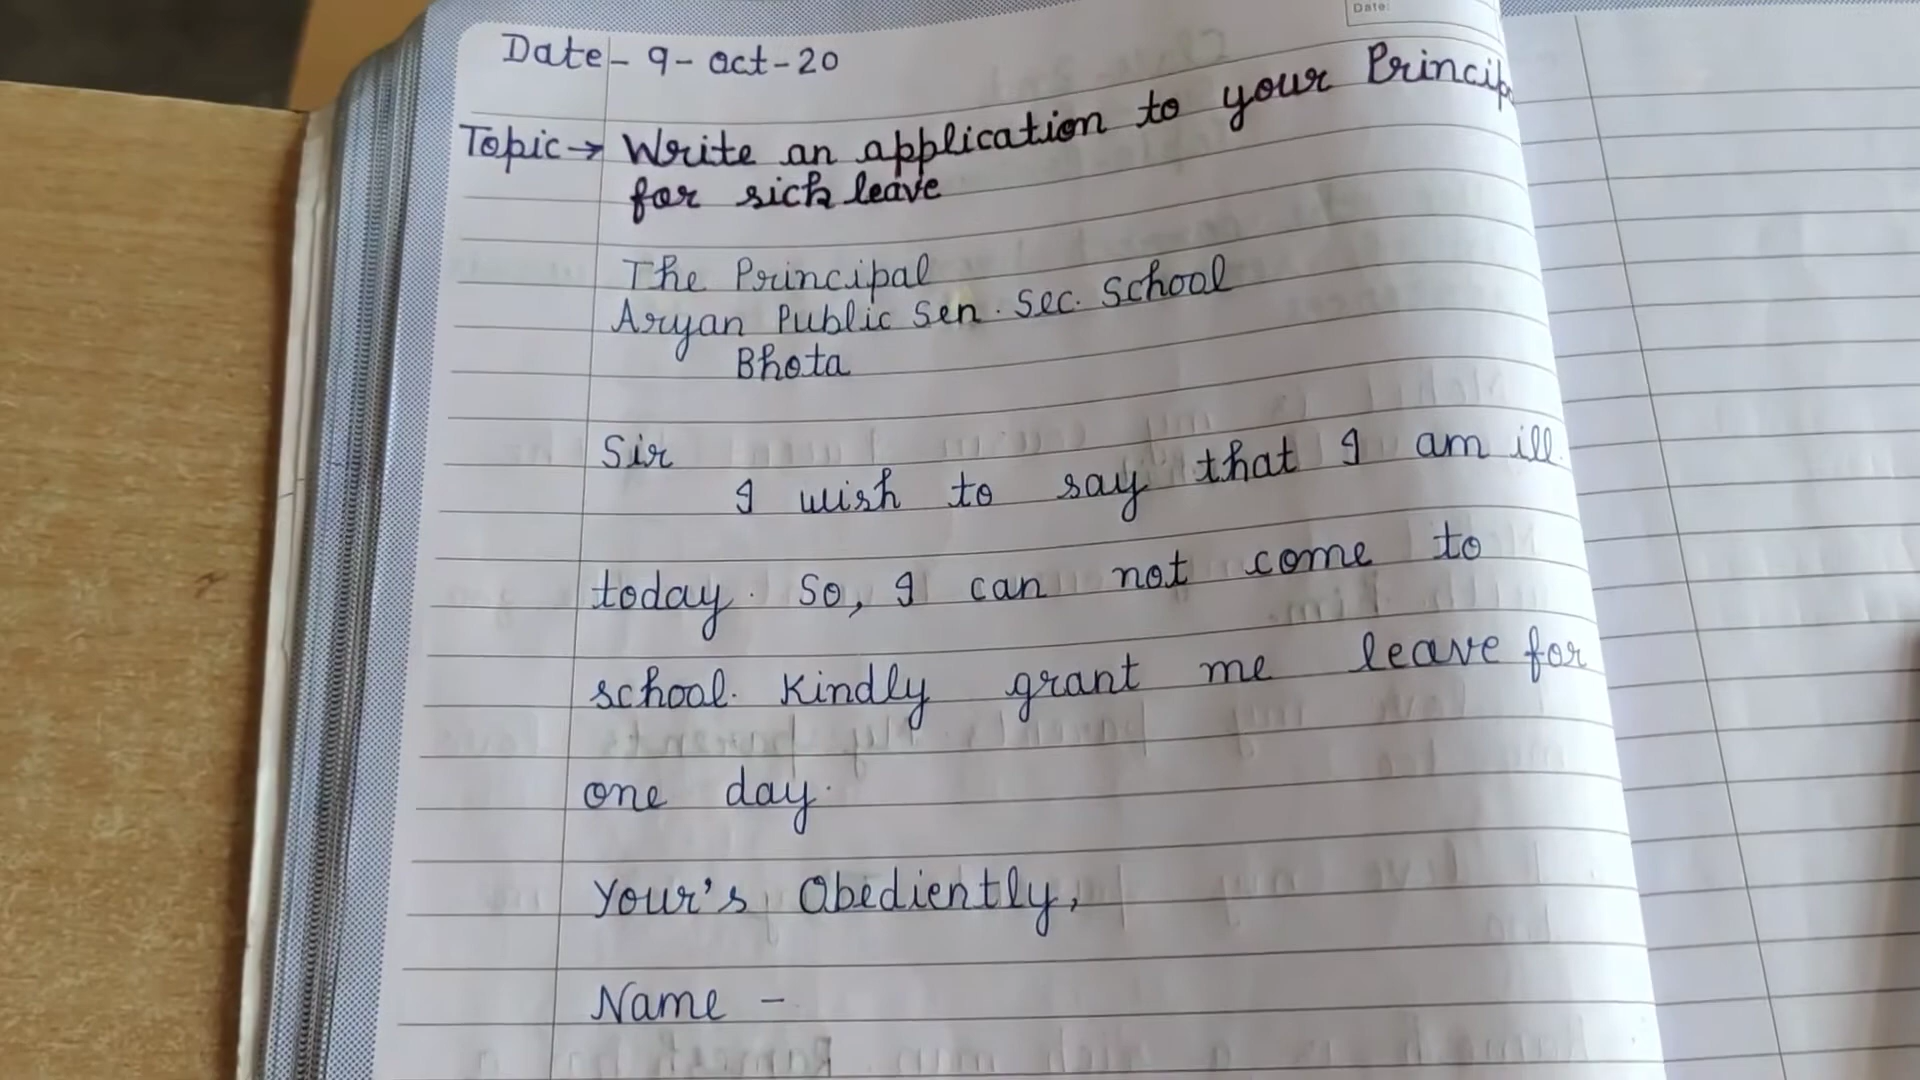 Date:
Date - 9 - oct - 20
Topic → Write an application to your Princip
for sick leave
The Principal
Aryan Public Sen. Sec. School
Bhota
Sir
I wish to say that I am ill
today. So, I can not come to
school. Kindly grant me leave for
one day.
Your's Obediently,
Name -